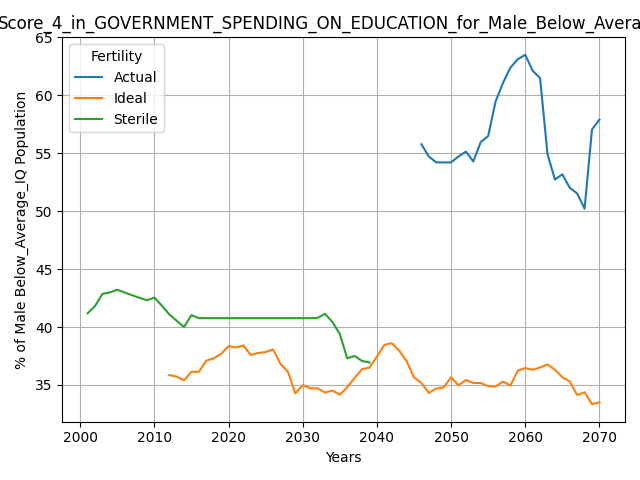 Score_4_in_GOVERNMENT_SPENDING_ON_EDUCATION_for_Male_Below_Avera
% of Male Below_Average_IQ Population
65
60
55
50
45
40
35
Fertility
Actual
Ideal
Sterile
2000 2010 2020 2030 2040 2050 2060 2070
Years